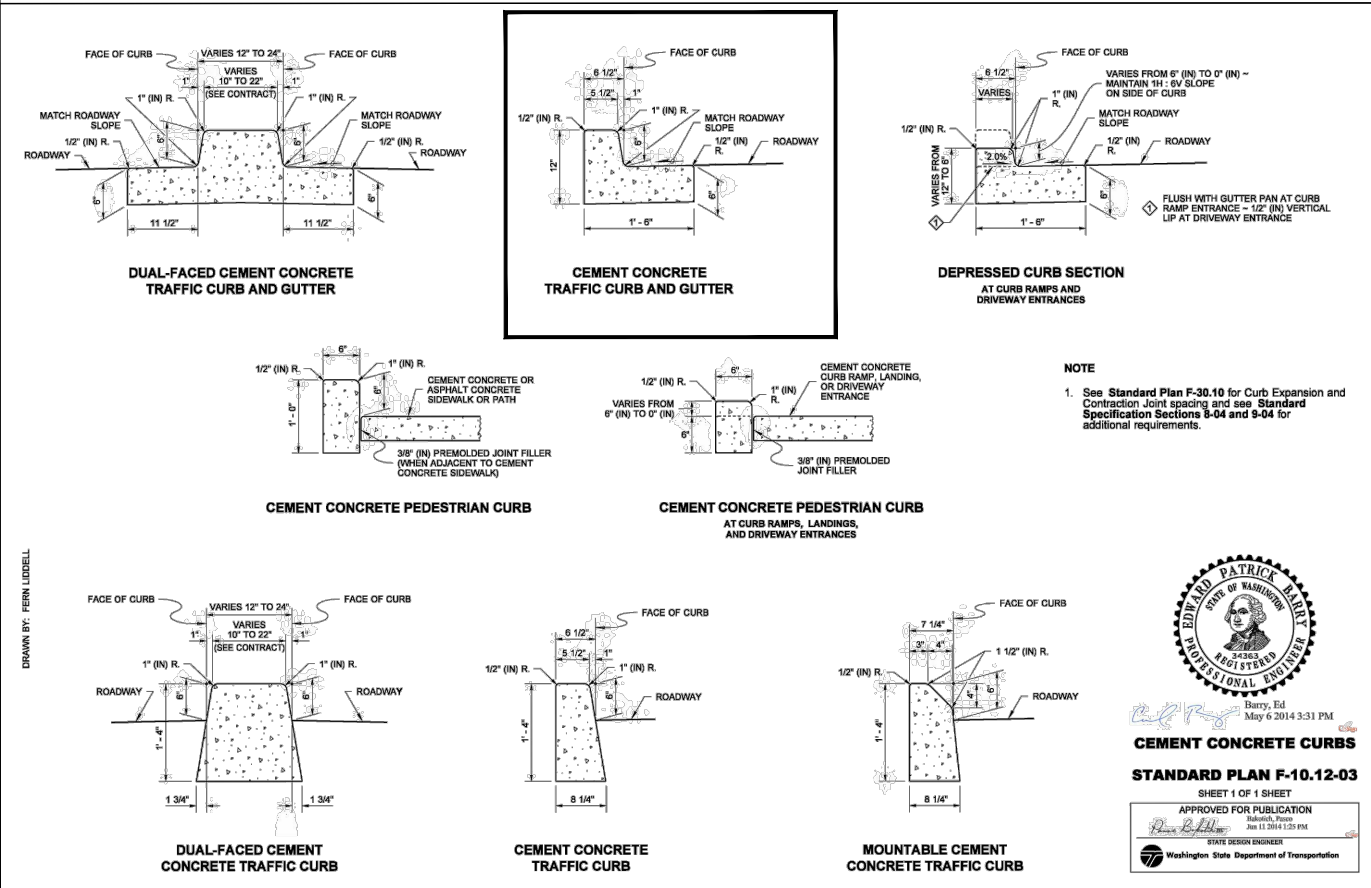 FACE OF CURB
VARIES 12" TO 24"
FACE OF CURB
1"
VARIES
10" TO 22"
(SEE CONTRACT)
1"
1" (IN) R.
1" (IN) R.
MATCH ROADWAY
SLOPE
MATCH ROADWAY
SLOPE
6"
6"
1/2" (IN) R.
1/2" (IN) R.
ROADWAY
ROADWAY
6"
6"
11 1/2"
11 1/2"
DUAL-FACED CEMENT CONCRETE
TRAFFIC CURB AND GUTTER
FACE OF CURB
6 1/2"
5 1/2"
1"
1/2" (IN) R.
1" (IN) R.
MATCH ROADWAY
SLOPE
6"
1/2" (IN)
R.
ROADWAY
12"
6"
1' - 6"
CEMENT CONCRETE
TRAFFIC CURB AND GUTTER
FACE OF CURB
6 1/2"
VARIES
VARIES FROM 6" (IN) TO 0" (IN) ~
MAINTAIN 1H : 6V SLOPE
ON SIDE OF CURB
1" (IN)
R.
MATCH ROADWAY
SLOPE
1/2" (IN) R.
1/2" (IN)
R.
ROADWAY
2.0%
VARIES FROM
12" TO 6"
6"
1' - 6"
1
1 FLUSH WITH GUTTER PAN AT CURB
RAMP ENTRANCE ~ 1/2" (IN) VERTICAL
LIP AT DRIVEWAY ENTRANCE
DEPRESSED CURB SECTION
AT CURB RAMPS AND
DRIVEWAY ENTRANCES
6"
1/2" (IN) R.
1" (IN) R.
CEMENT CONCRETE OR
ASPHALT CONCRETE
SIDEWALK OR PATH
6"
1' - 0"
3/8" (IN) PREMOLDED JOINT FILLER
(WHEN ADJACENT TO CEMENT
CONCRETE SIDEWALK)
CEMENT CONCRETE PEDESTRIAN CURB
6"
1/2" (IN) R.
1" (IN)
R.
CEMENT CONCRETE
CURB RAMP, LANDING,
OR DRIVEWAY
ENTRANCE
VARIES FROM
6" (IN) TO 0" (IN)
6"
3/8" (IN) PREMOLDED
JOINT FILLER
CEMENT CONCRETE PEDESTRIAN CURB
AT CURB RAMPS, LANDINGS,
AND DRIVEWAY ENTRANCES
NOTE
1. See Standard Plan F-30.10 for Curb Expansion and
Contraction Joint spacing and see Standard
Specification Sections 8-04 and 9-04 for
additional requirements.
DRAWN BY: FERN LIDDELL
FACE OF CURB
VARIES 12" TO 24"
FACE OF CURB
1"
VARIES
10" TO 22"
(SEE CONTRACT)
1"
1" (IN) R.
1" (IN) R.
ROADWAY
ROADWAY
6"
6"
1' - 4"
1 3/4"
1 3/4"
DUAL-FACED CEMENT
CONCRETE TRAFFIC CURB
FACE OF CURB
6 1/2"
5 1/2"
1"
1/2" (IN) R.
1" (IN) R.
6"
ROADWAY
1' - 4"
8 1/4"
CEMENT CONCRETE
TRAFFIC CURB
FACE OF CURB
7 1/4"
3"
4"
1 1/2" (IN) R.
1/2" (IN) R.
4"
6"
ROADWAY
1' - 4"
8 1/4"
MOUNTABLE CEMENT
CONCRETE TRAFFIC CURB
EDWARD PATRICK BARRY
STATE OF WASHINGTON
34363
REGISTERED
PROFESSIONAL ENGINEER
Barry, Ed
May 6 2014 3:31 PM
CEMENT CONCRETE CURBS
STANDARD PLAN F-10.12-03
SHEET 1 OF 1 SHEET
APPROVED FOR PUBLICATION
Bakotich, Pasco
Jun 11 2014 1:25 PM
STATE DESIGN ENGINEER
Washington State Department of Transportation